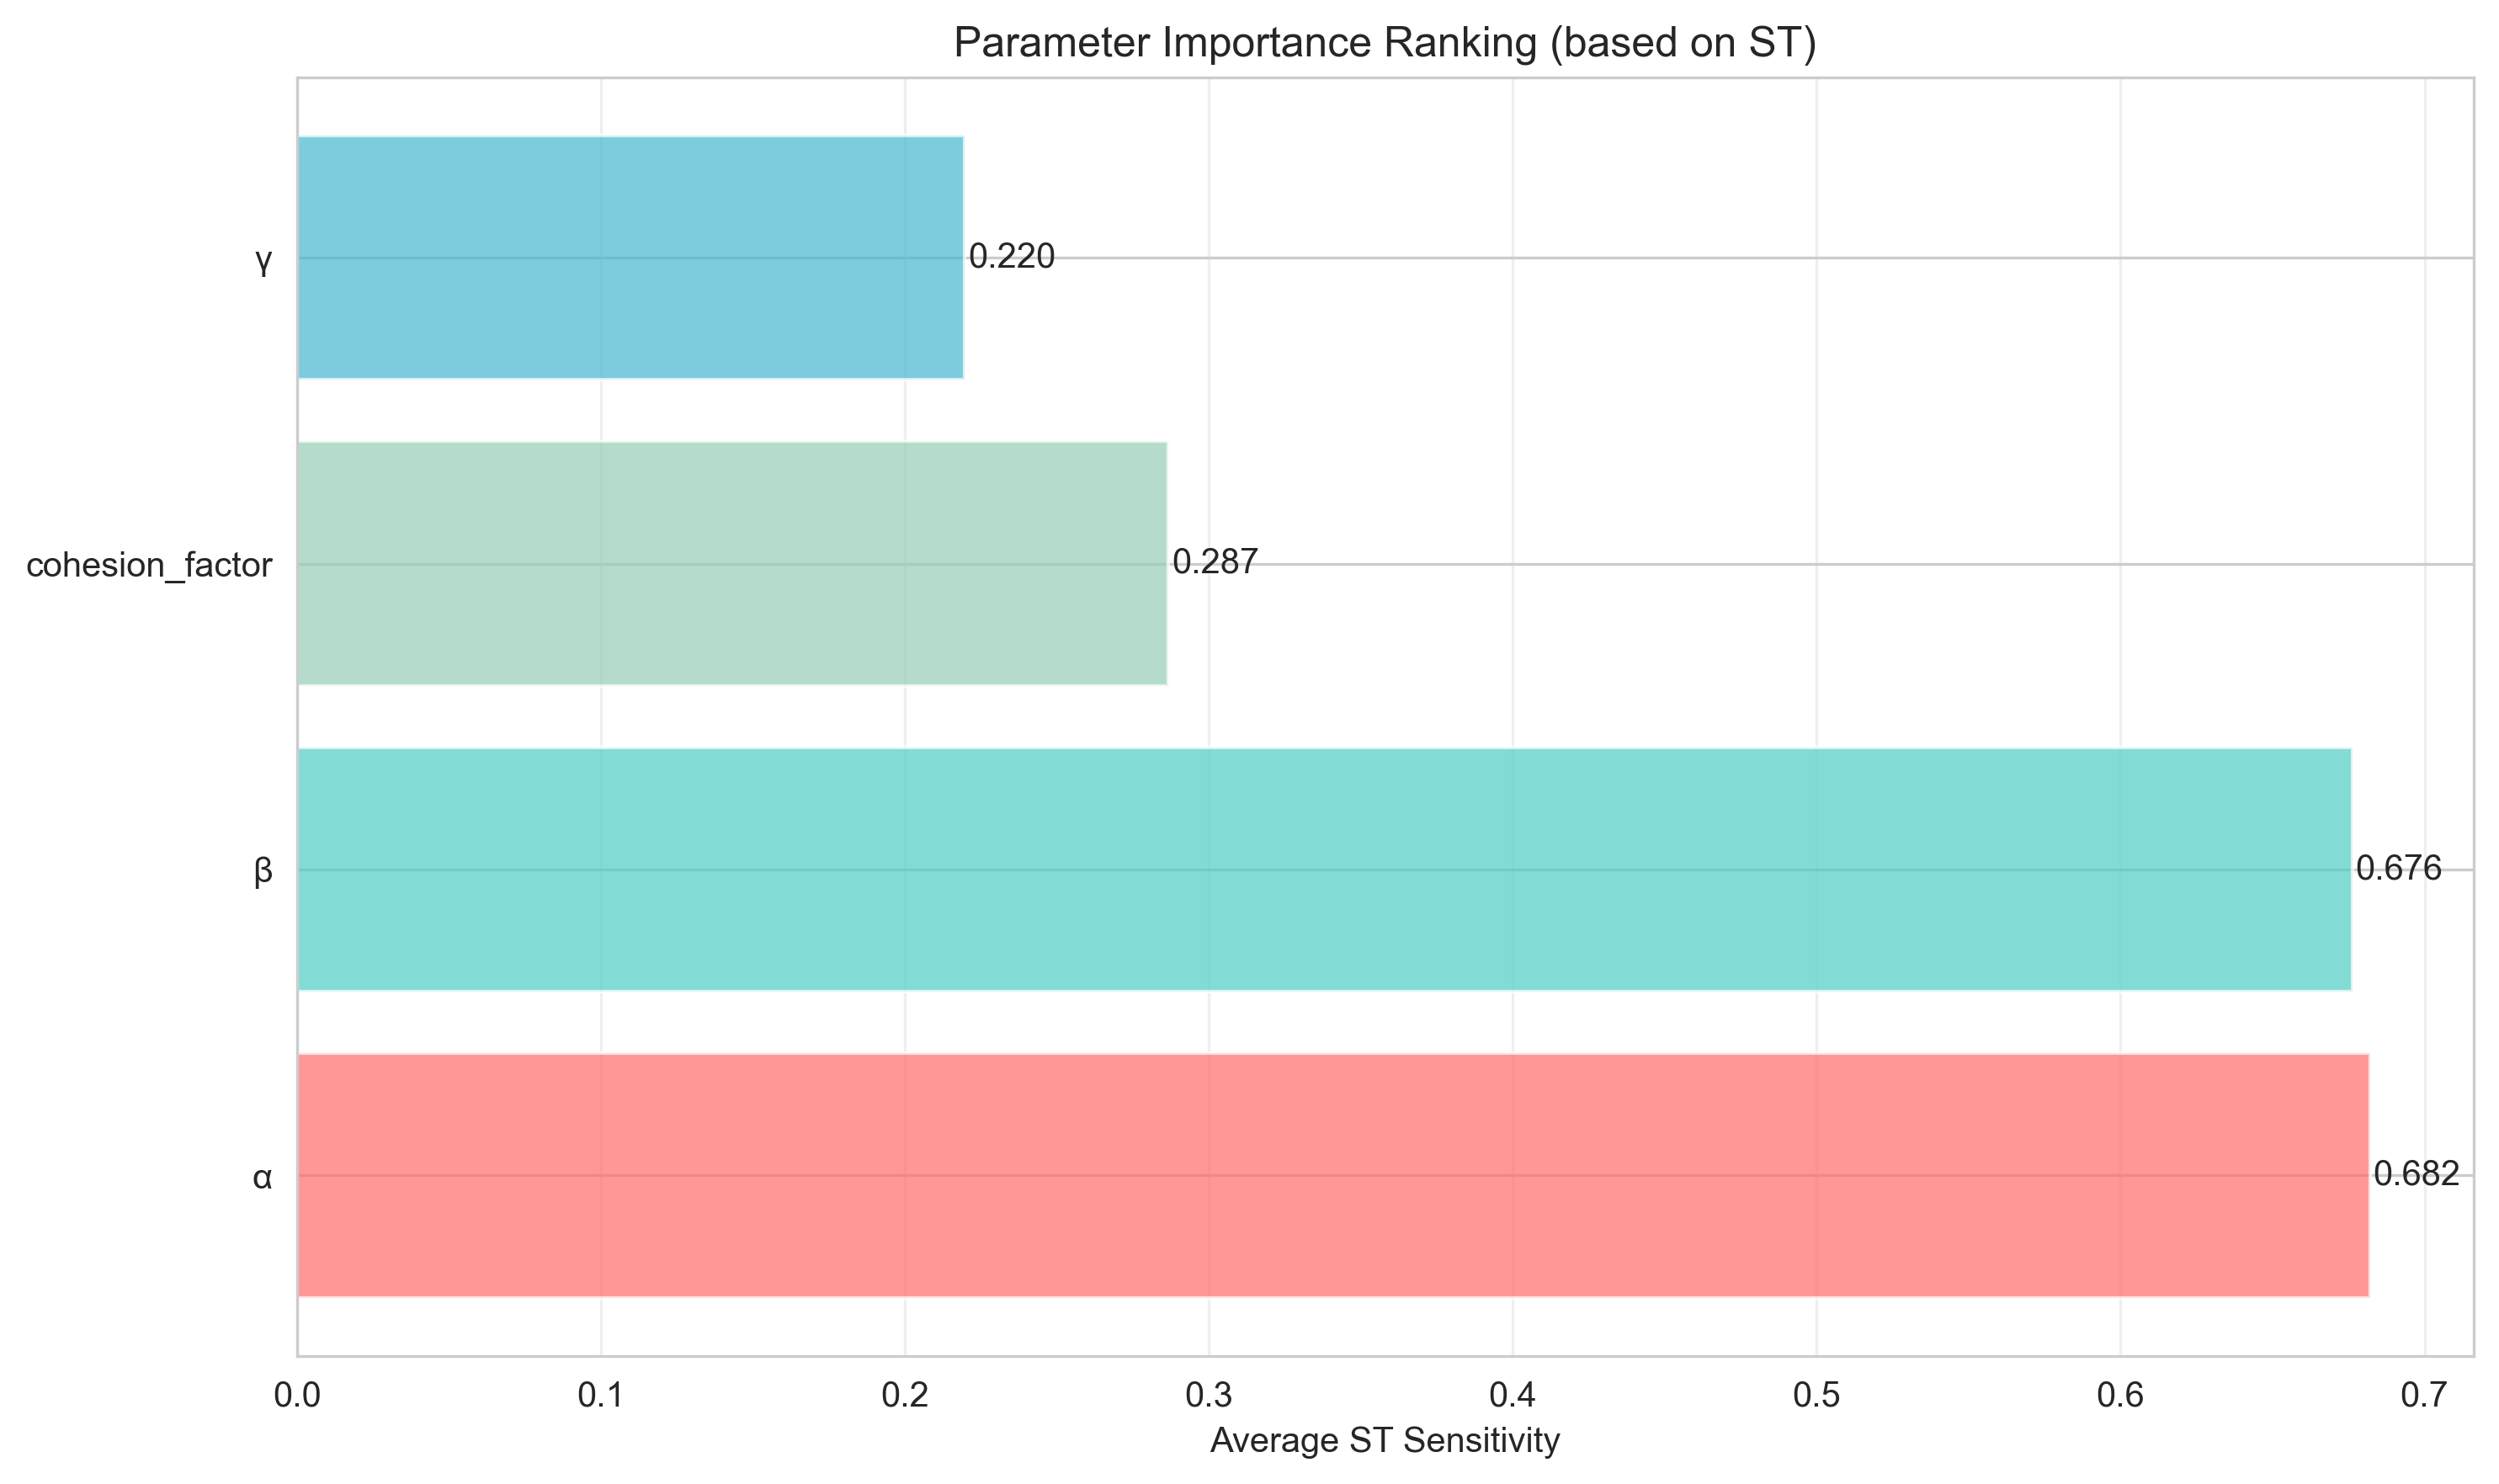 Parameter Importance Ranking (based on ST)
γ
0.220
cohesion_factor
0.287
β
0.676
α
0.682
0.0 0.1 0.2 0.3 0.4 0.5 0.6 0.7
Average ST Sensitivity